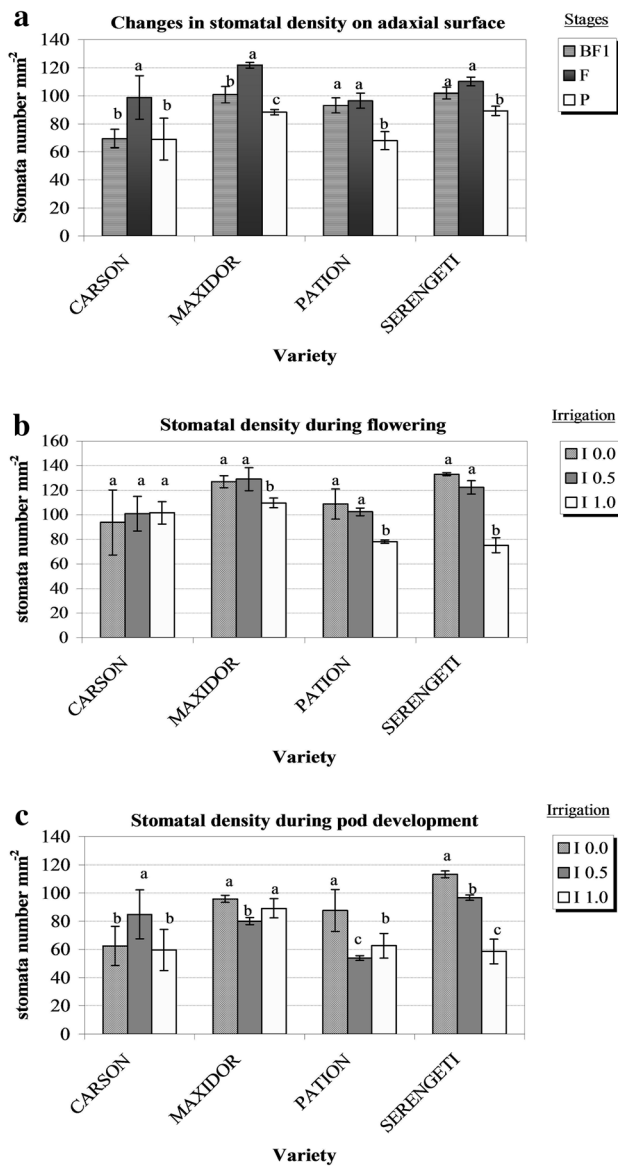 a
Changes in stomatal density on adaxial surface
Stages
BF1
F
P
Stomata number mm-2
140
120
100
80
60
40
20
0
b a b
b a c
a a b
a a b
CARSON
MAXIDOR
PATION
SERENGETI
Variety
b
Stomatal density during flowering
Irrigation
I 0.0
I 0.5
I 1.0
stomata number mm-2
160
140
120
100
80
60
40
20
0
a a a
a a b
a a b
a a b
CARSON
MAXIDOR
PATION
SERENGETI
Variety
c
Stomatal density during pod development
Irrigation
I 0.0
I 0.5
I 1.0
stomata number mm-2
140
120
100
80
60
40
20
0
b a b
a b a
a c b
a b c
CARSON
MAXIDOR
PATION
SERENGETI
Variety